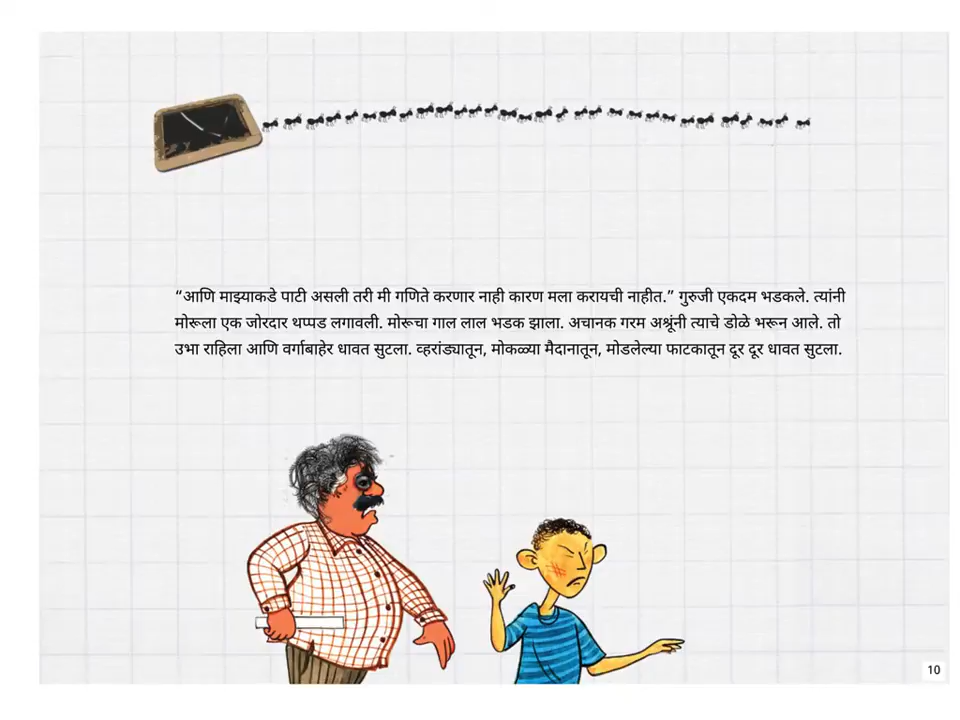 “आणि माझ्याकडे पाटी असली तरी मी गणिते करणार नाही कारण मला करायची नाहीत.” गुरुजी एकदम भडकले. त्यांनी
मोरूला एक जोरदार थप्पड लगावली. मोरूचा गाल लाल भडक झाला. अचानक गरम अश्रूंनी त्याचे डोळे भरून आले. तो
उभा राहिला आणि वर्गाबाहेर धावत सुटला. व्हरांड्यातून, मोकळ्या मैदानातून, मोडलेल्या फाटकातून दूर दूर धावत सुटला.
10